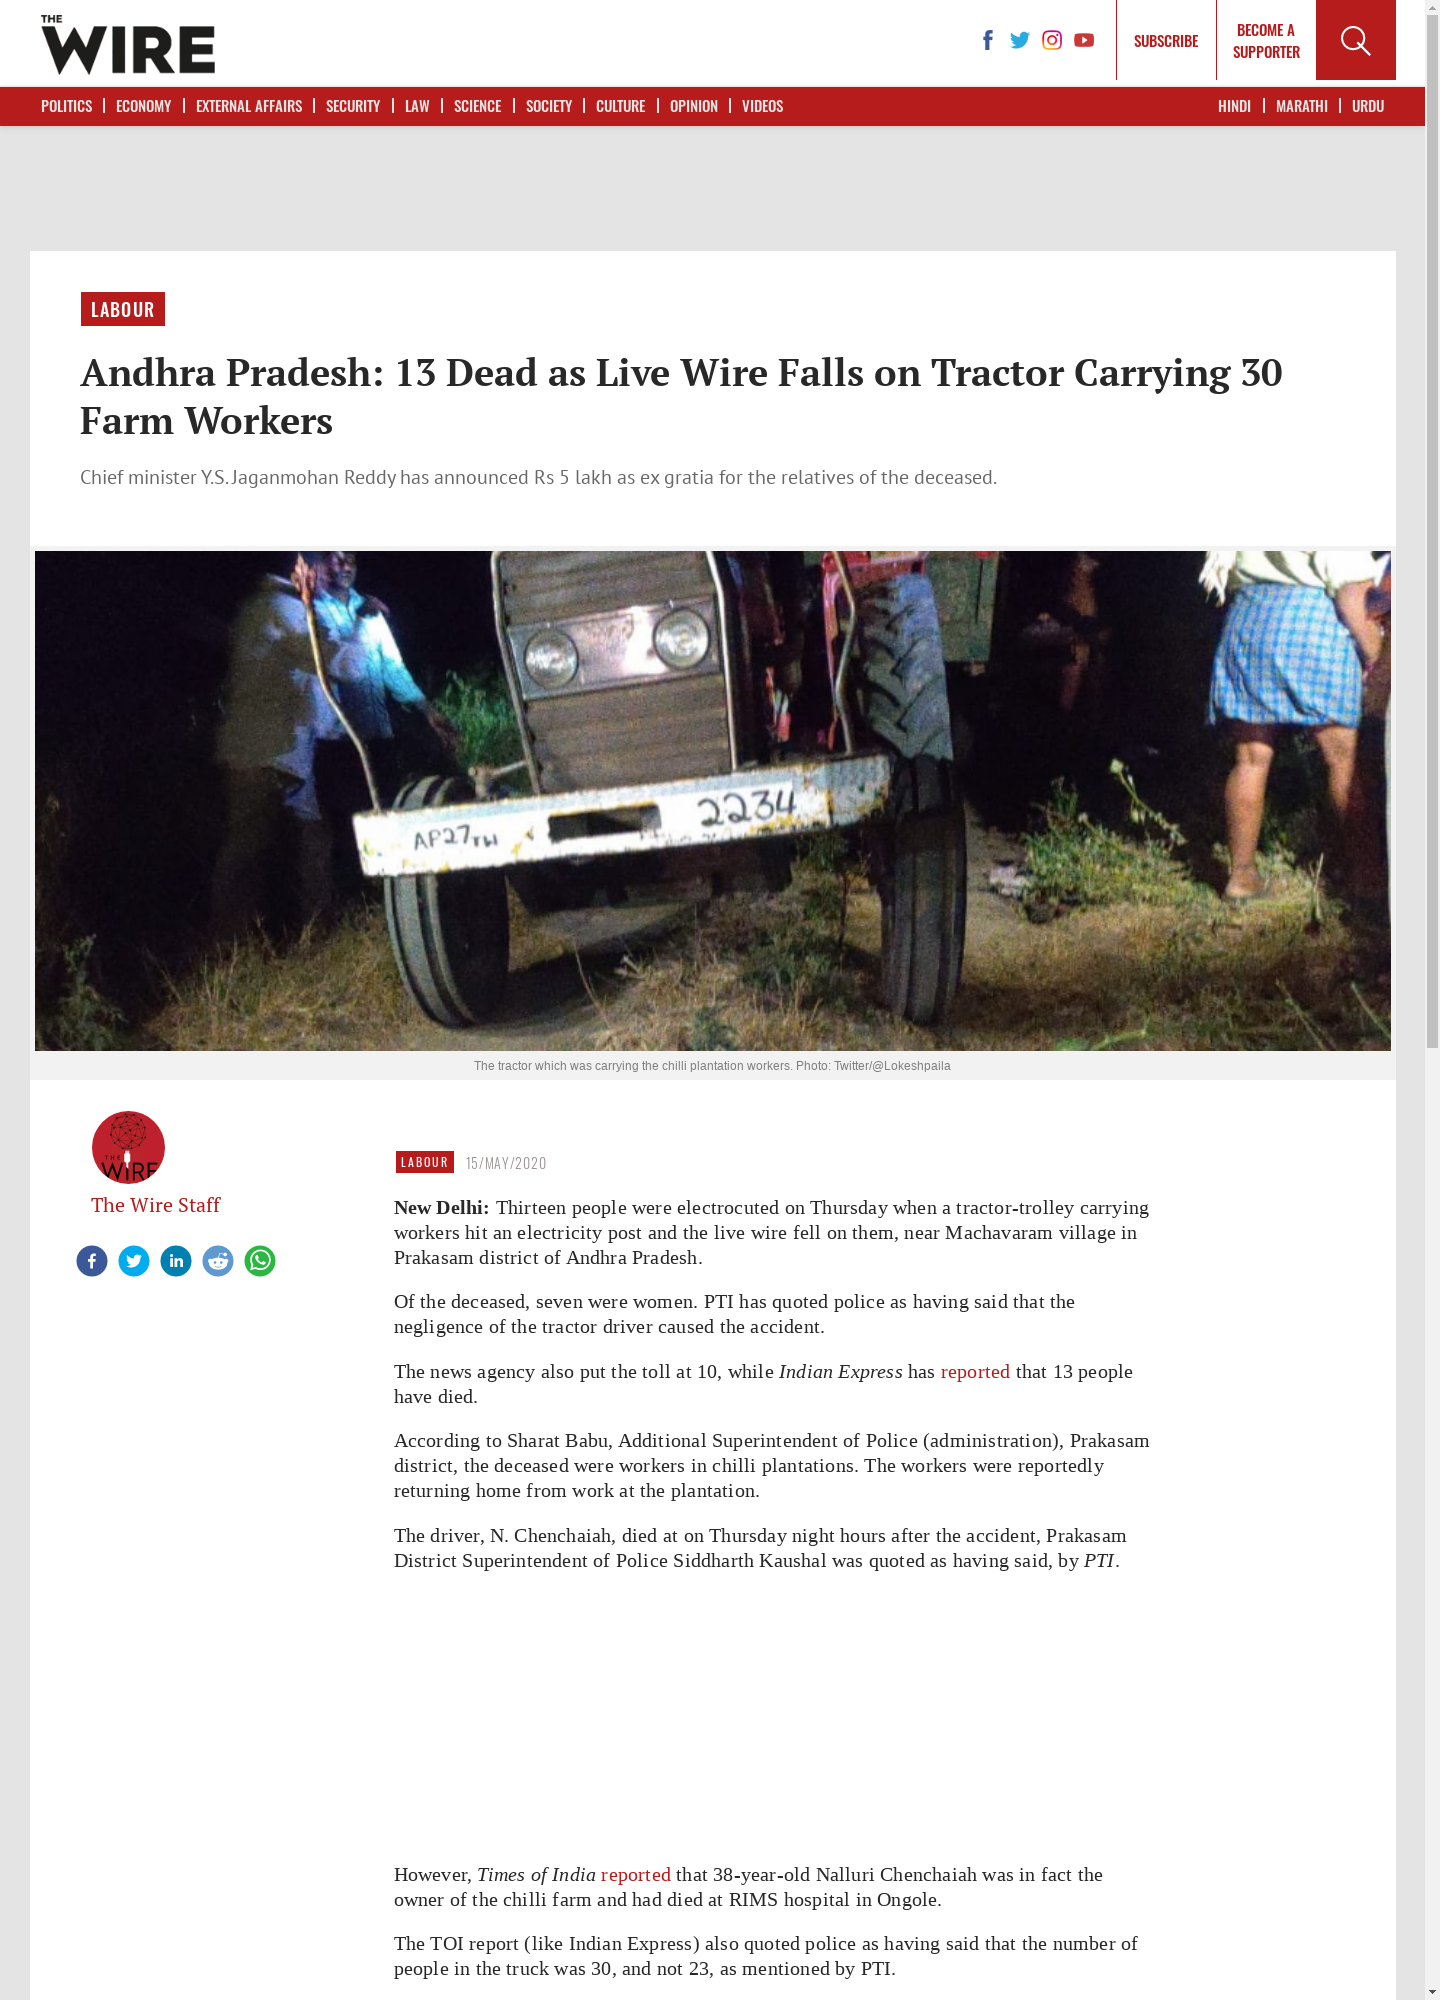 THE
WIRE
SUBSCRIBE
BECOME A
SUPPORTER
POLITICS
ECONOMY
EXTERNAL AFFAIRS
SECURITY
LAW
SCIENCE
SOCIETY
CULTURE
OPINION
VIDEOS
HINDI
MARATHI
URDU
LABOUR
Andhra Pradesh: 13 Dead as Live Wire Falls on Tractor Carrying 30
Farm Workers
Chief minister Y.S. Jaganmohan Reddy has announced Rs 5 lakh as ex gratia for the relatives of the deceased.
AP27TW 2234
The tractor which was carrying the chilli plantation workers. Photo: Twitter/@Lokeshpaila
THE
WIRE
The Wire Staff
LABOUR
15/MAY/2020
New Delhi: Thirteen people were electrocuted on Thursday when a tractor-trolley carrying
workers hit an electricity post and the live wire fell on them, near Machavaram village in
Prakasam district of Andhra Pradesh.
Of the deceased, seven were women. PTI has quoted police as having said that the
negligence of the tractor driver caused the accident.
The news agency also put the toll at 10, while Indian Express has reported that 13 people
have died.
According to Sharat Babu, Additional Superintendent of Police (administration), Prakasam
district, the deceased were workers in chilli plantations. The workers were reportedly
returning home from work at the plantation.
The driver, N. Chenchaiah, died at on Thursday night hours after the accident, Prakasam
District Superintendent of Police Siddharth Kaushal was quoted as having said, by PTI.
However, Times of India reported that 38-year-old Nalluri Chenchaiah was in fact the
owner of the chilli farm and had died at RIMS hospital in Ongole.
The TOI report (like Indian Express) also quoted police as having said that the number of
people in the truck was 30, and not 23, as mentioned by PTI.